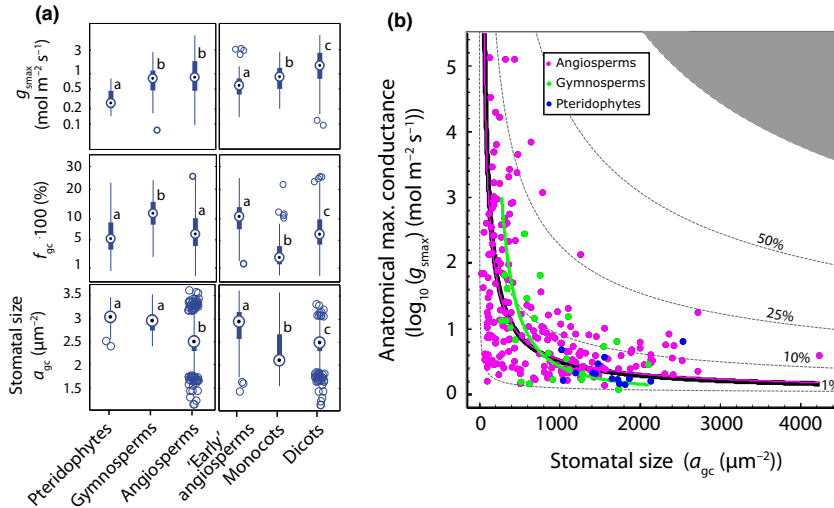 (a)
g_smax
(mol m⁻² s⁻¹)
3
1
0.5
0.2
0.1
a
b
b
a
b
c
f_gc ·100 (%)
30
20
10
5
1
a
b
a
a
b
c
Stomatal size
a_gc (µm⁻²)
3.5
3
2.5
2
1.5
a
a
b
a
b
c
Pteridophytes
Gymnosperms
Angiosperms
'Early'
angiosperms
Monocots
Dicots
(b)
Anatomical max. conductance
(log₁₀ (g_smax) (mol m⁻² s⁻¹)
5
4
3
2
1
0
Angiosperms
Gymnosperms
Pteridophytes
50%
25%
10%
1%
0
1000
2000
3000
4000
Stomatal size (a_gc (µm⁻²))